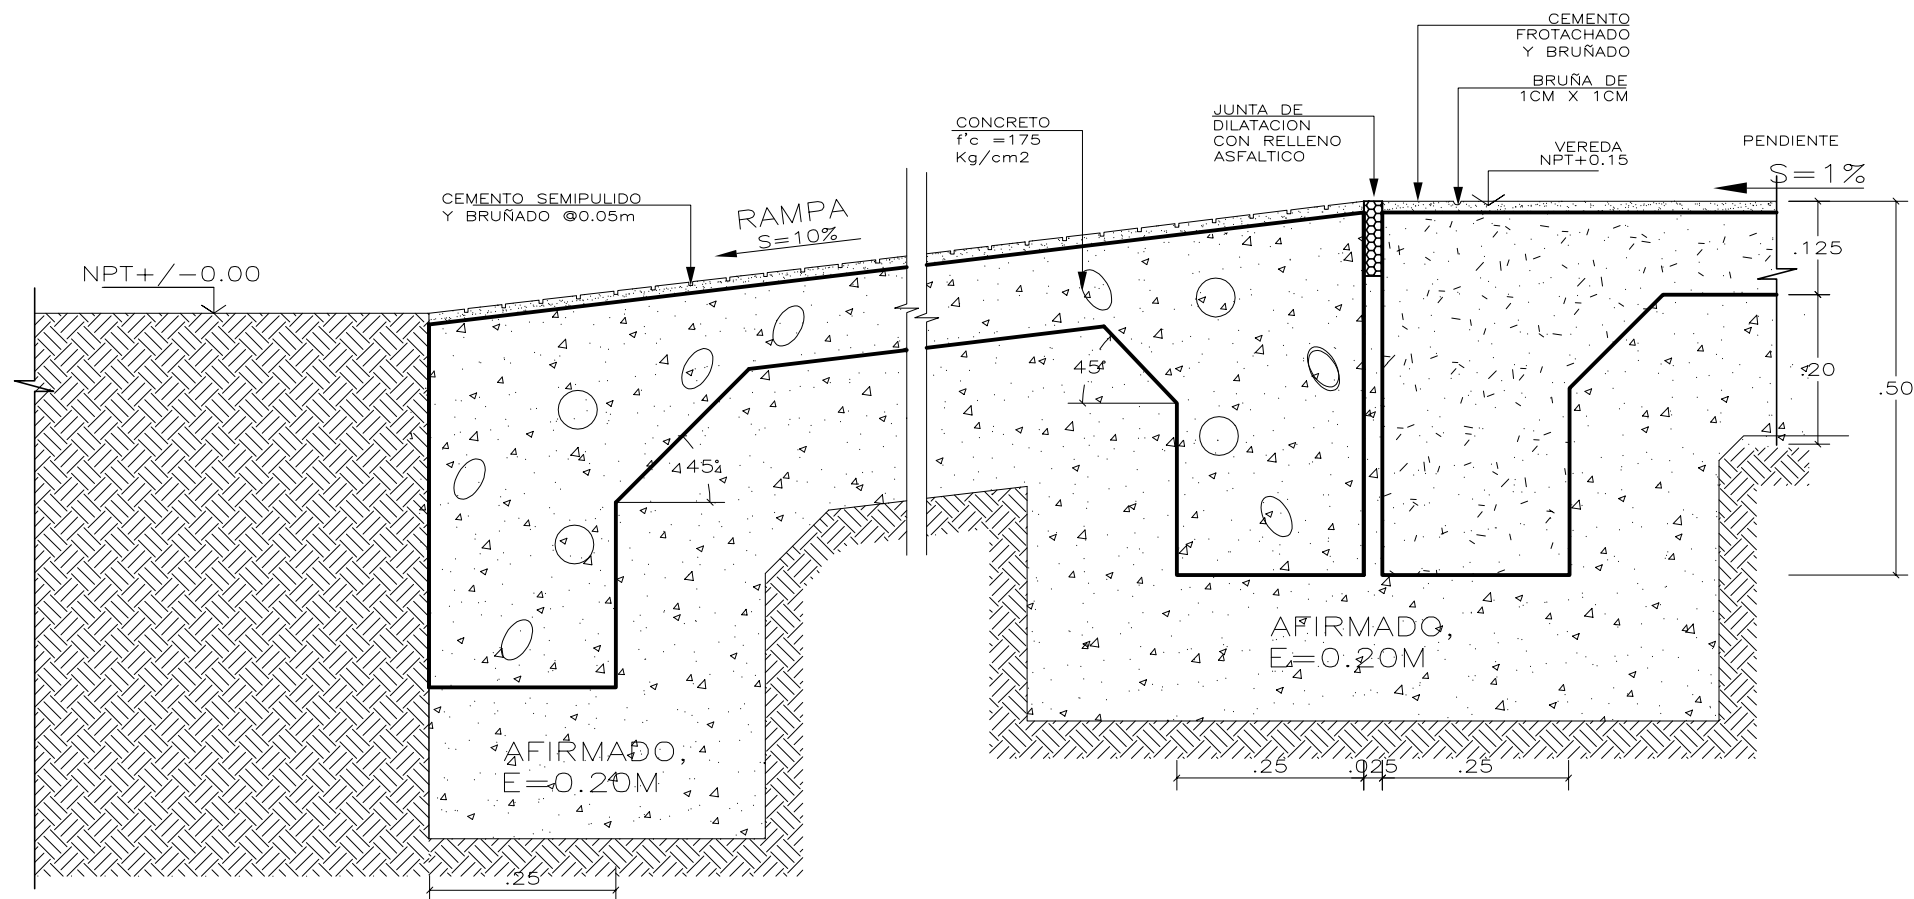 CEMENTO
FROTACHADO
Y BRUÑADO
BRUÑA DE
1CM X 1CM
JUNTA DE
DILATACION
CON RELLENO
ASFALTICO
CONCRETO
f'c =175
Kg/cm2
VEREDA
NPT+0.15
PENDIENTE
S=1%
CEMENTO SEMIPULIDO
Y BRUÑADO @0.05m
RAMPA
S=10%
NPT+/-0.00
.125
.20
.50
45°
45°
AFIRMADO,
E=0.20M
AFIRMADO,
E=0.20M
.25
.025
.25
.25